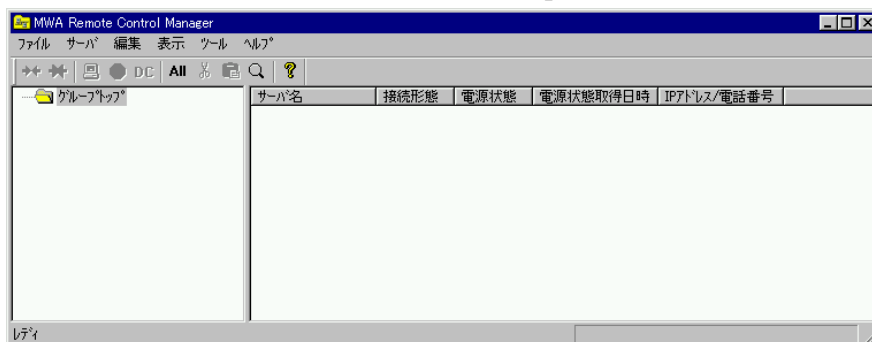 MWA Remote Control Manager
ﾌｧｲﾙ ｻｰﾊﾞ 編集 表示 ﾂｰﾙ ﾍﾙﾌﾟ
DC All
ｸﾞﾙｰﾌﾟﾄｯﾌﾟ
ｻｰﾊﾞ名 接続形態 電源状態 電源状態取得日時 IPｱﾄﾞﾚｽ/電話番号
ﾚﾃﾞｨ